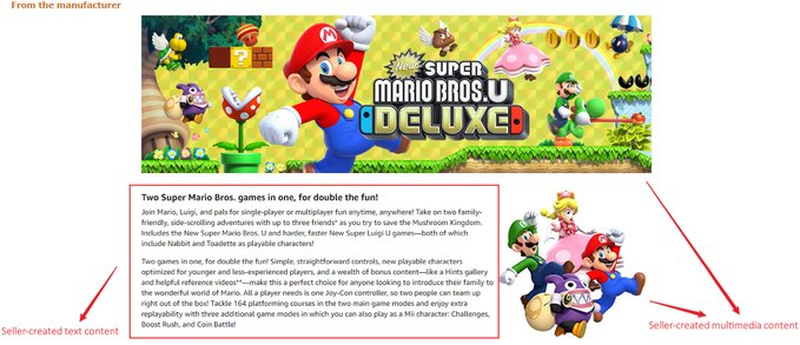 From the manufacturer
New SUPER
MARIO BROS. U
DELUXE
Two Super Mario Bros. games in one, for double the fun!
Join Mario, Luigi, and pals for single-player or multiplayer fun anytime, anywhere! Take on two family-
friendly, side-scrolling adventures with up to three friends* as you try to save the Mushroom Kingdom.
Includes the New Super Mario Bros. U and harder, faster New Super Luigi U games—both of which
include Nabbit and Toadette as playable characters!
Two games in one, for double the fun! Simple, straightforward controls, new playable characters
optimized for younger and less-experienced players, and a wealth of bonus content—like a Hints gallery
and helpful reference videos**—make this a perfect choice for anyone looking to introduce their family to
the wonderful world of Mario. All a player needs is one Joy-Con controller, so two people can team up
right out of the box! Tackle 164 platforming courses in the two main game modes and enjoy extra
replayability with three additional game modes in which you can also play as a Mii character: Challenges,
Boost Rush, and Coin Battle!
Seller-created text content
Seller-created multimedia content